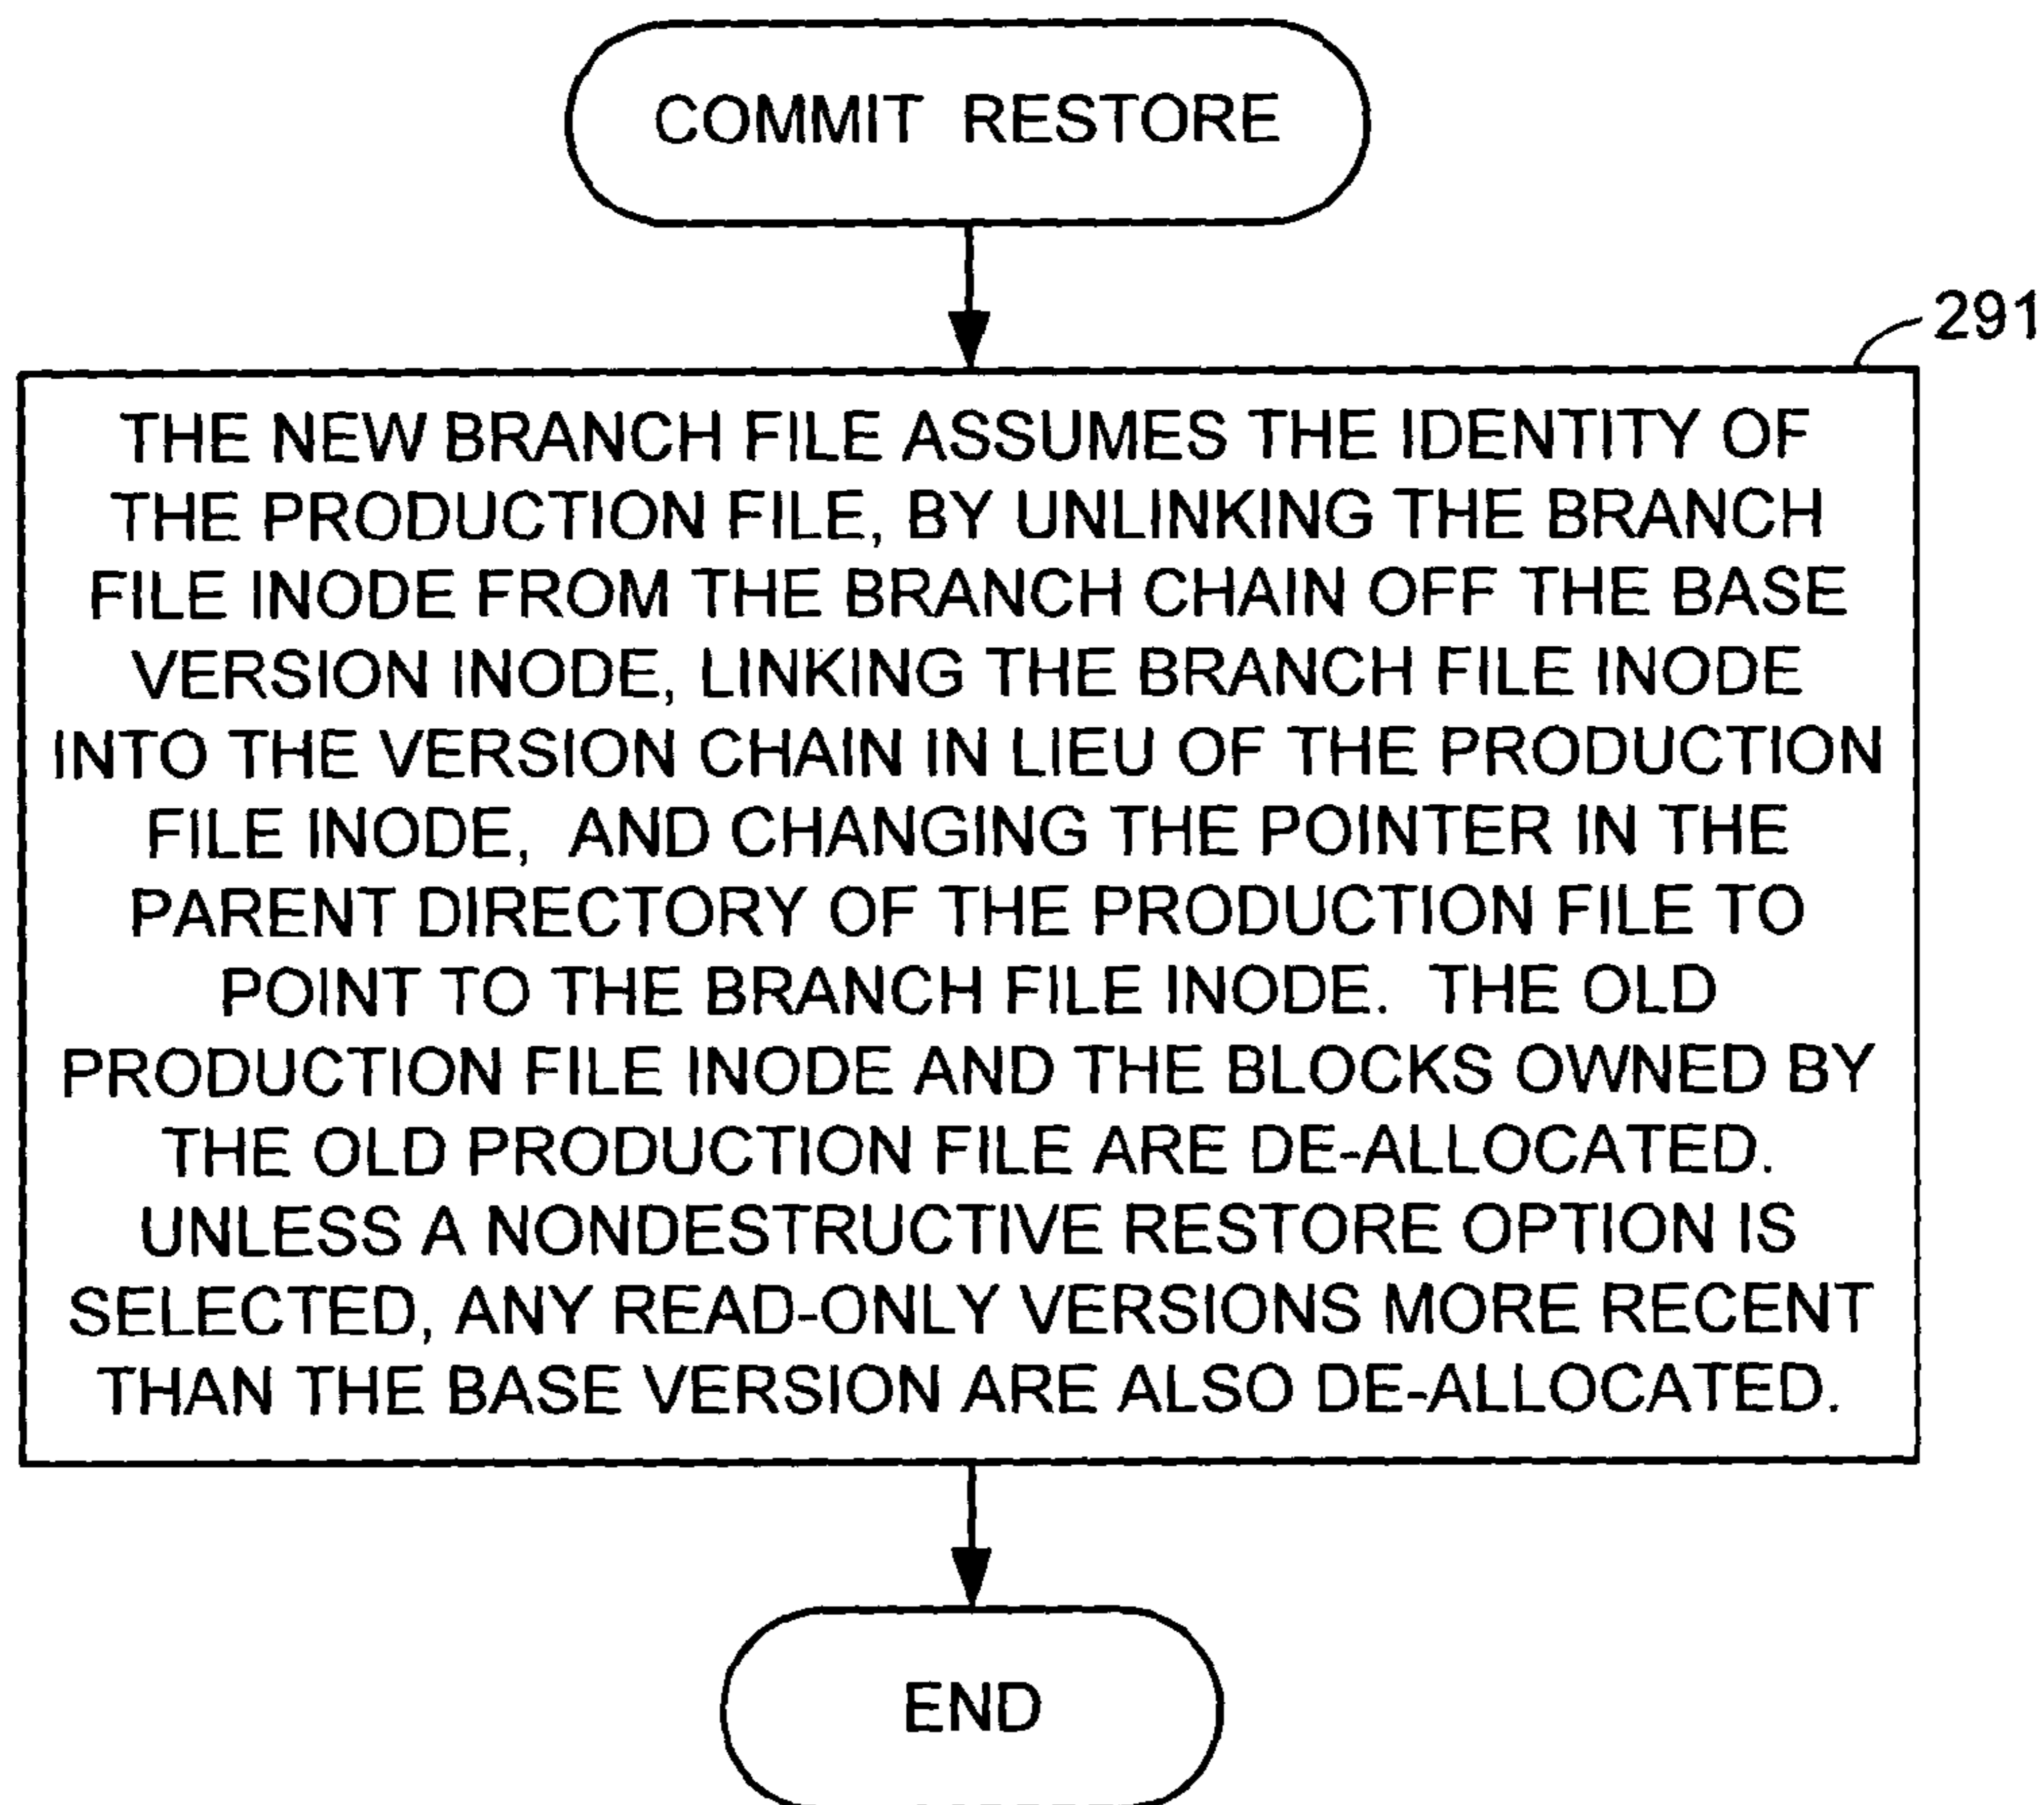 COMMIT RESTORE
291
THE NEW BRANCH FILE ASSUMES THE IDENTITY OF
THE PRODUCTION FILE, BY UNLINKING THE BRANCH
FILE INODE FROM THE BRANCH CHAIN OFF THE BASE
VERSION INODE, LINKING THE BRANCH FILE INODE
INTO THE VERSION CHAIN IN LIEU OF THE PRODUCTION
FILE INODE, AND CHANGING THE POINTER IN THE
PARENT DIRECTORY OF THE PRODUCTION FILE TO
POINT TO THE BRANCH FILE INODE. THE OLD
PRODUCTION FILE INODE AND THE BLOCKS OWNED BY
THE OLD PRODUCTION FILE ARE DE-ALLOCATED.
UNLESS A NONDESTRUCTIVE RESTORE OPTION IS
SELECTED, ANY READ-ONLY VERSIONS MORE RECENT
THAN THE BASE VERSION ARE ALSO DE-ALLOCATED.
END